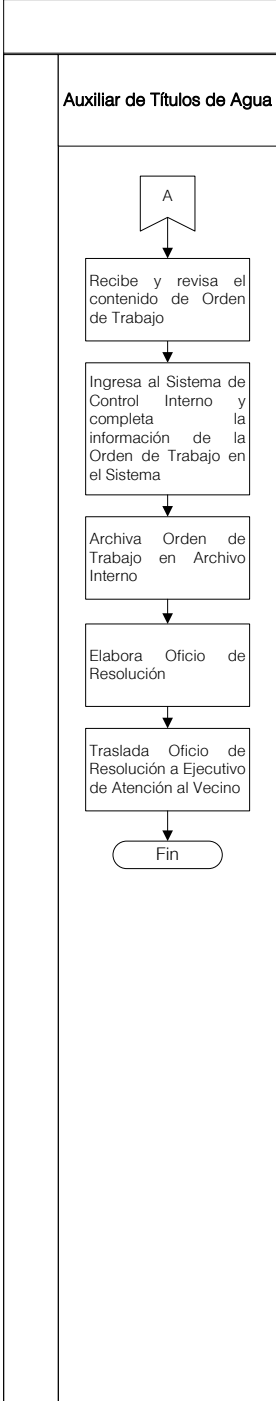 Auxiliar de Títulos de Agua
A
Recibe y revisa el
contenido de Orden
de Trabajo
Ingresa al Sistema de
Control Interno y
completa la
información de la
Orden de Trabajo en
el Sistema
Archiva Orden de
Trabajo en Archivo
Interno
Elabora Oficio de
Resolución
Traslada Oficio de
Resolución a Ejecutivo
de Atención al Vecino
Fin